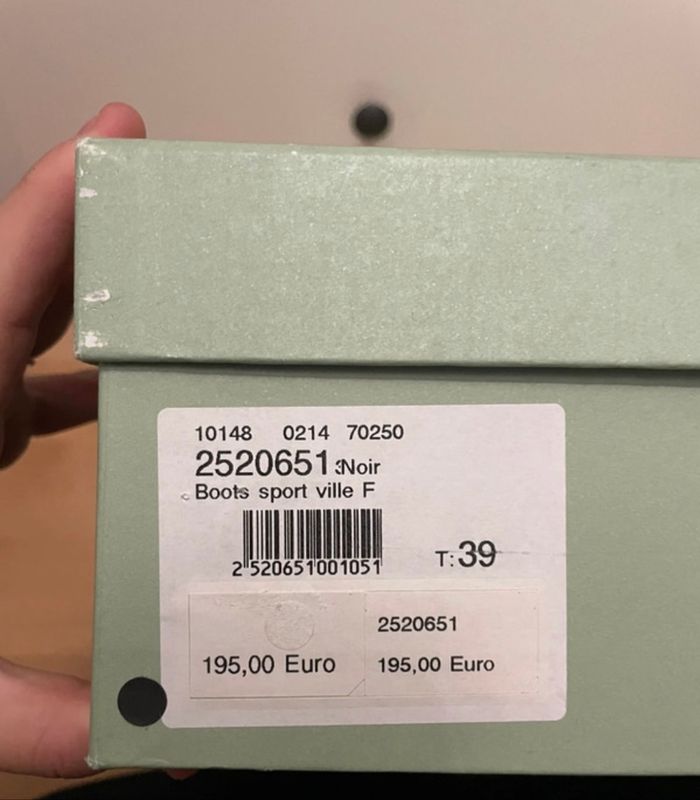 10148 0214 70250
2520651 :Noir
Boots sport ville F
2 520651 001051
T: 39
2520651
195,00 Euro 195,00 Euro